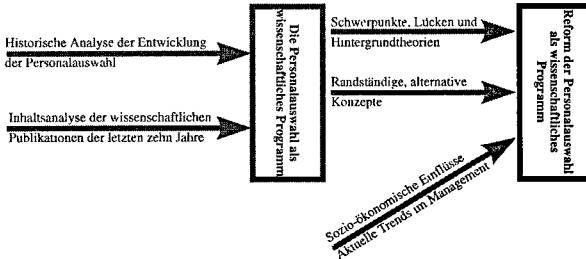 Historische Analyse der Entwicklung
der Personalauswahl
Inhaltsanalyse der wissenschaftlichen
Publikationen der letzten zehn Jahre
Die Personalauswahl als
wissenschaftliches Programm
Schwerpunkte, Lücken und
Hintergrundtheorien
Randständige, alternative
Konzepte
Sozio-ökonomische Einflüsse
Aktuelle Trends im Management
Reform der Personalauswahl
als wissenschaftliches
Programm